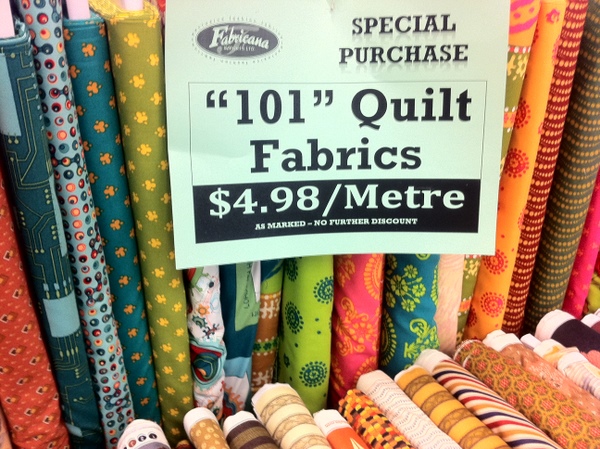 Fabricana
SPECIAL
PURCHASE
"101" Quilt
Fabrics
$4.98/Metre
AS MARKED – NO FURTHER DISCOUNT